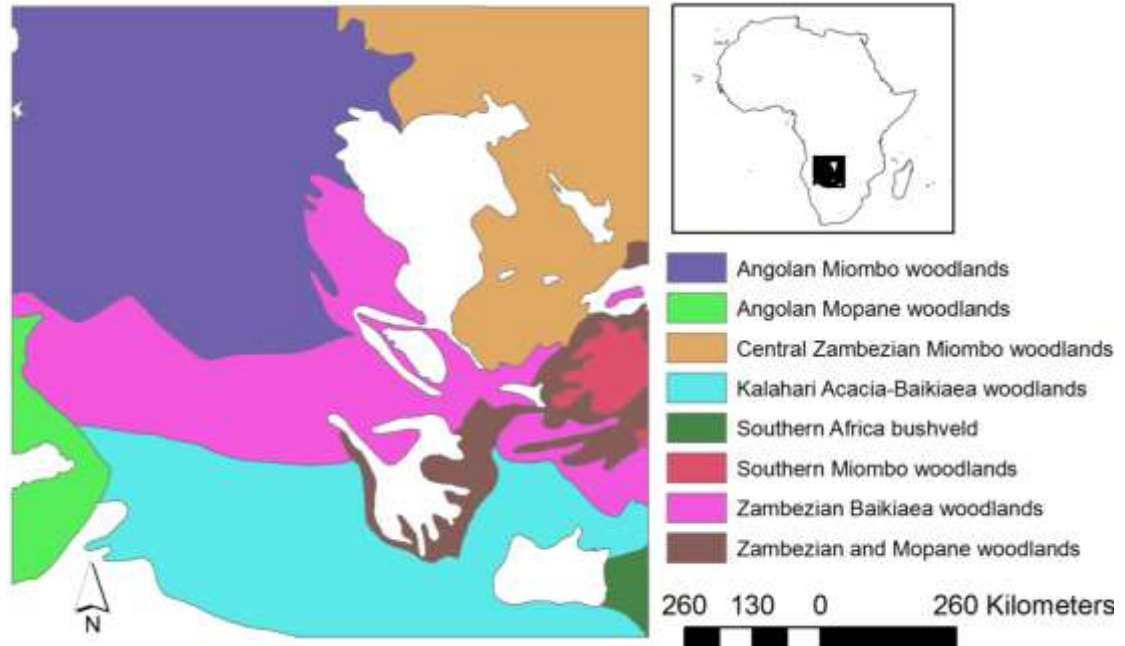 Angolan Miombo woodlands
Angolan Mopane woodlands
Central Zambezian Miombo woodlands
Kalahari Acacia-Baikiaea woodlands
Southern Africa bushveld
Southern Miombo woodlands
Zambezian Baikiaea woodlands
Zambezian and Mopane woodlands
N
260 130 0 260 Kilometers